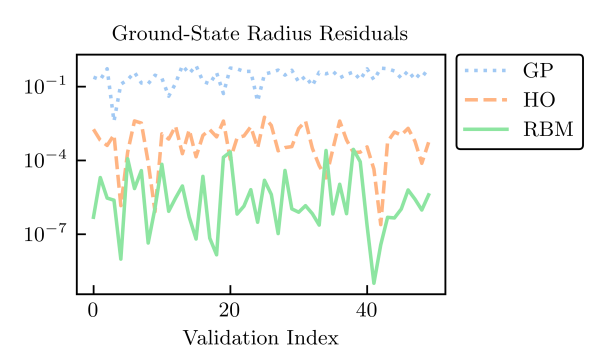 Ground-State Radius Residuals
10⁻¹
10⁻⁴
10⁻⁷
0 20 40
Validation Index
GP
HO
RBM